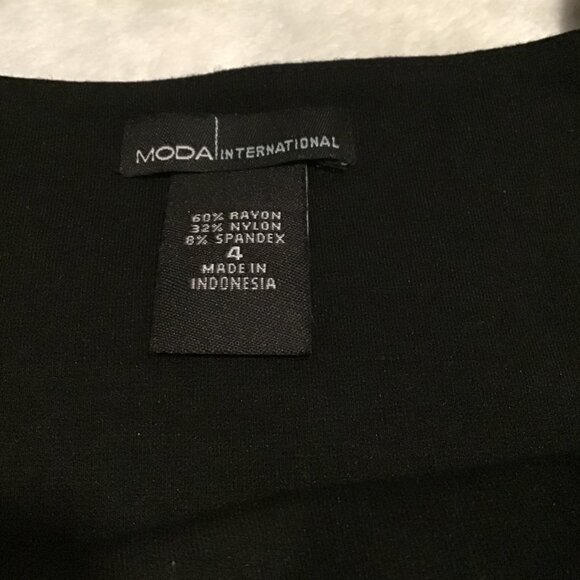 MODA INTERNATIONAL
60% RAYON
32% NYLON
8% SPANDEX
4
MADE IN
INDONESIA